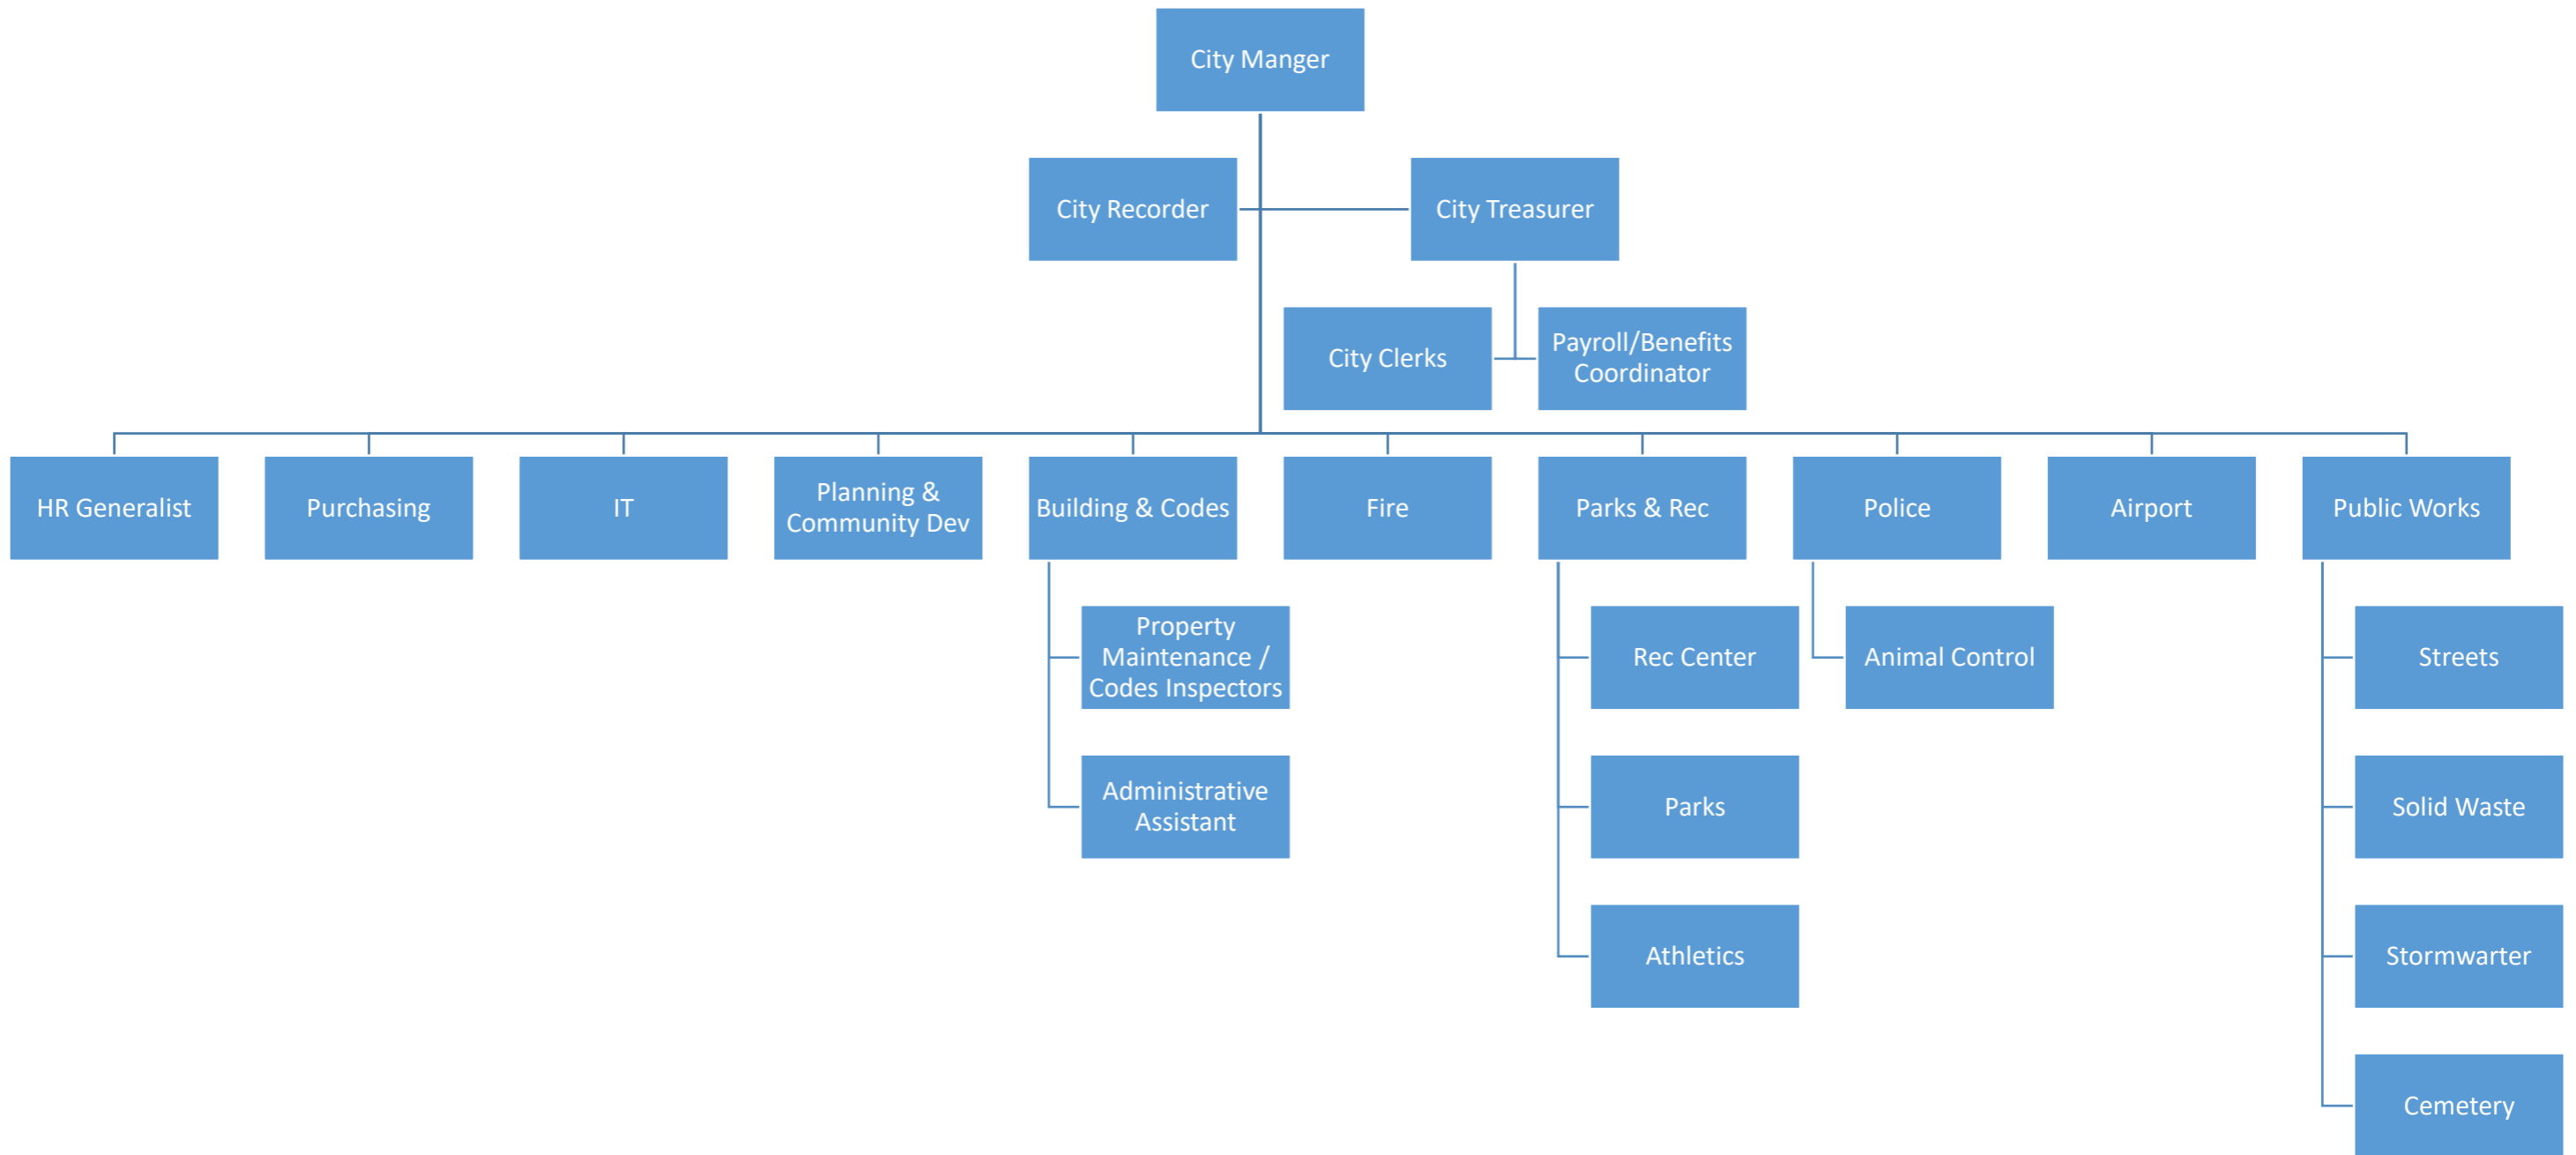 City Manger
City Recorder
City Treasurer
City Clerks
Payroll/Benefits
Coordinator
HR Generalist
Purchasing
IT
Planning &
Community Dev
Building & Codes
Fire
Parks & Rec
Police
Airport
Public Works
Property
Maintenance /
Codes Inspectors
Rec Center
Animal Control
Streets
Administrative
Assistant
Parks
Solid Waste
Athletics
Stormwarter
Cemetery